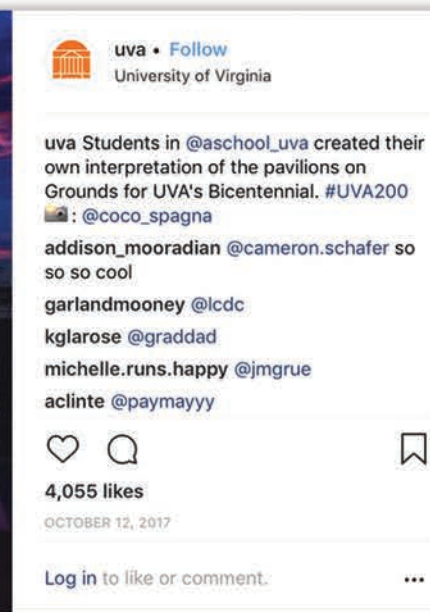 uva • Follow
University of Virginia
uva Students in @aschool_uva created their
own interpretation of the pavilions on
Grounds for UVA's Bicentennial. #UVA200
📸: @coco_spagna
addison_mooradian @cameron.schafer so
so so cool
garlandmooney @lcdc
kglarose @graddad
michelle.runs.happy @jmgrue
aclinte @paymayyy
4,055 likes
OCTOBER 12, 2017
Log in to like or comment.